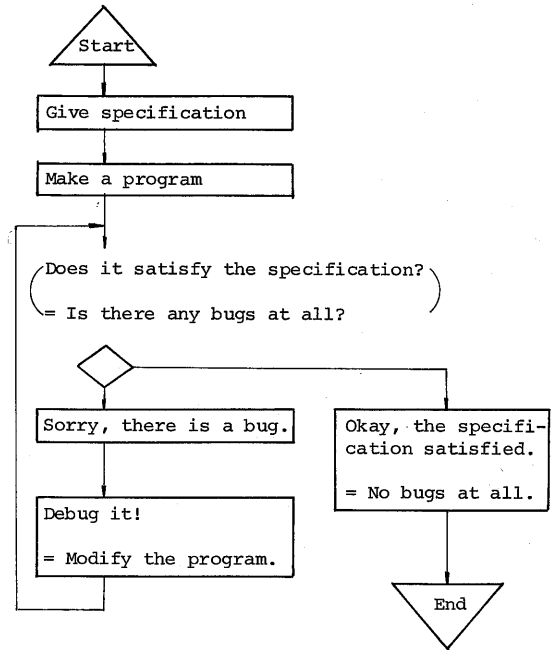 Start
Give specification
Make a program
Does it satisfy the specification?
= Is there any bugs at all?
Sorry, there is a bug.
Debug it!
= Modify the program.
Okay, the specifi-
cation satisfied.
= No bugs at all.
End